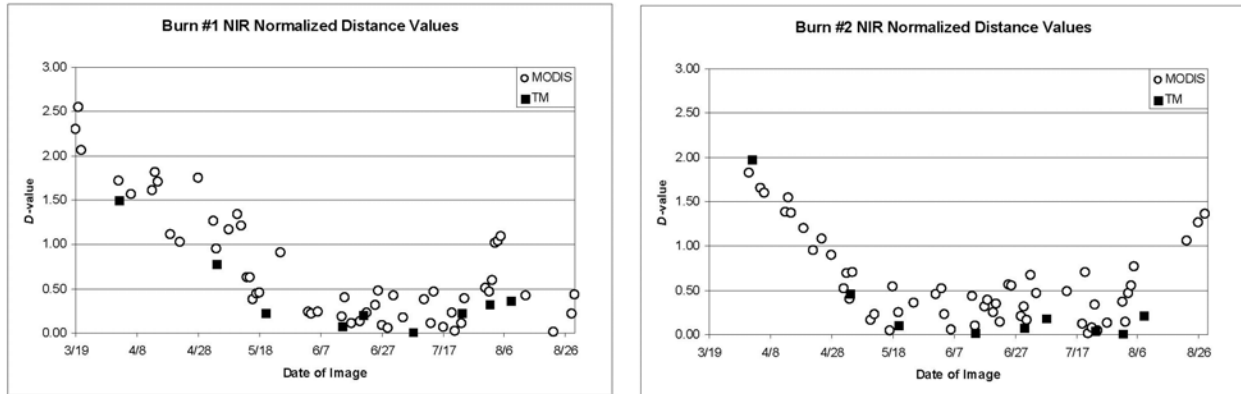 Burn #1 NIR Normalized Distance Values
3.00
2.50
2.00
1.50
1.00
0.50
0.00
D-value
MODIS
TM
3/19 4/8 4/28 5/18 6/7 6/27 7/17 8/6 8/26
Date of Image
Burn #2 NIR Normalized Distance Values
3.00
2.50
2.00
1.50
1.00
0.50
0.00
D-value
MODIS
TM
3/19 4/8 4/28 5/18 6/7 6/27 7/17 8/6 8/26
Date of Image